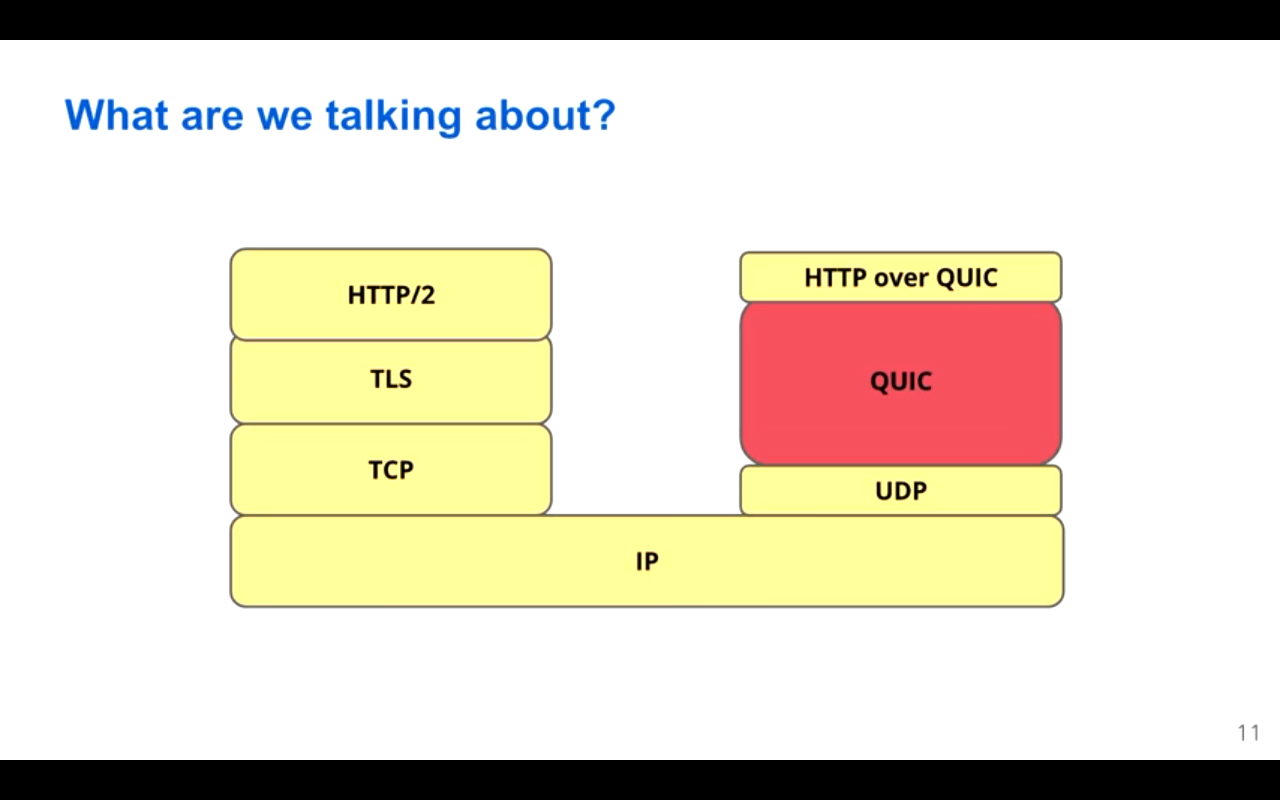 What are we talking about?
HTTP/2
TLS
TCP
HTTP over QUIC
QUIC
UDP
IP
11